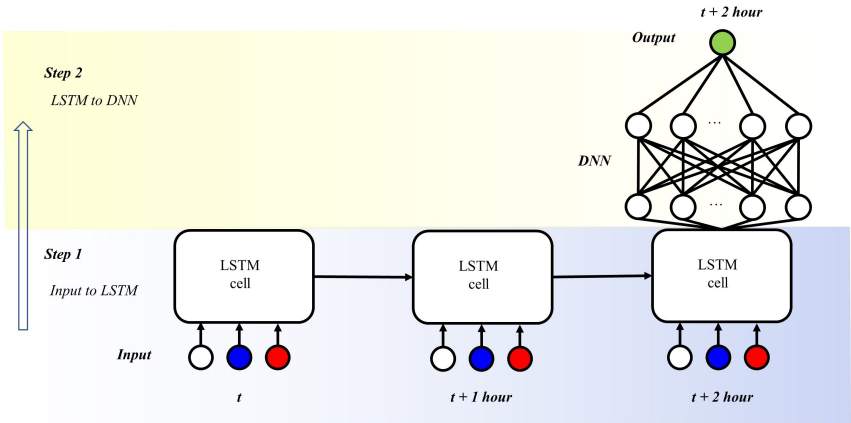 t + 2 hour
Output
Step 2
LSTM to DNN
...
DNN
...
Step 1
Input to LSTM
LSTM
cell
LSTM
cell
LSTM
cell
Input
t
t + 1 hour
t + 2 hour